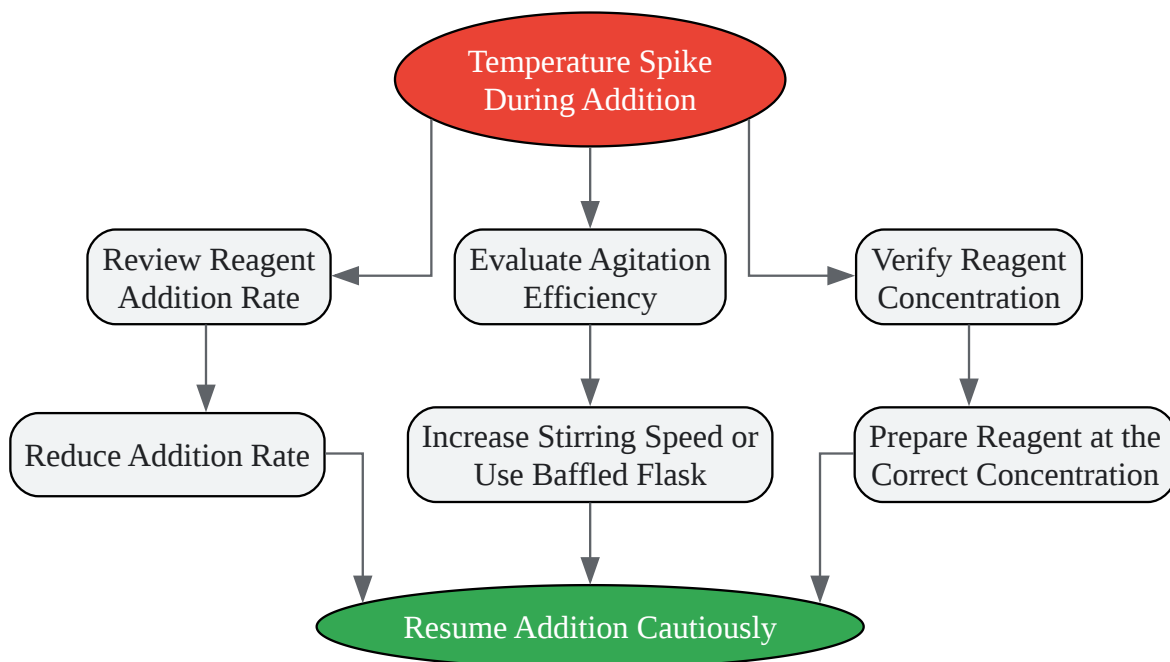 Temperature Spike
During Addition
Review Reagent
Addition Rate
Evaluate Agitation
Efficiency
Verify Reagent
Concentration
Reduce Addition Rate
Increase Stirring Speed or
Use Baffled Flask
Prepare Reagent at the
Correct Concentration
Resume Addition Cautiously